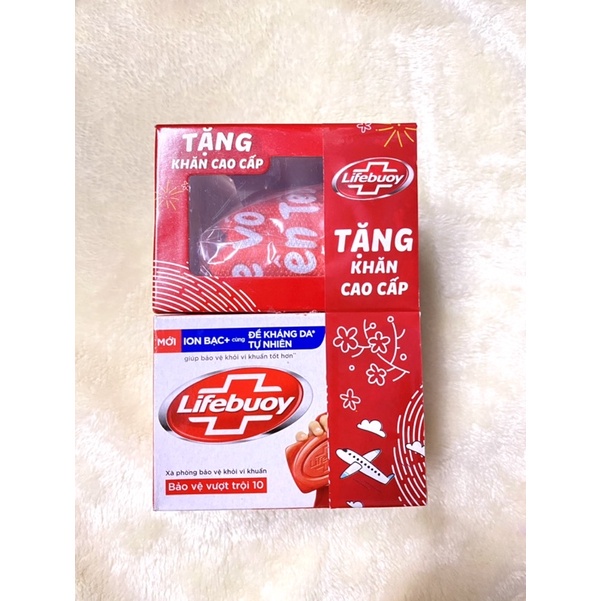 TẶNG
KHĂN CAO CẤP
Lifebuoy
TẶNG
KHĂN
CAO CẤP
MỚI
ION BẠC+ cùng ĐỀ KHÁNG DA*
TỰ NHIÊN
giúp bảo vệ khỏi vi khuẩn tốt hơn
Lifebuoy
Lifebuoy
Xà phòng bảo vệ khỏi vi khuẩn
Bảo vệ vượt trội 10